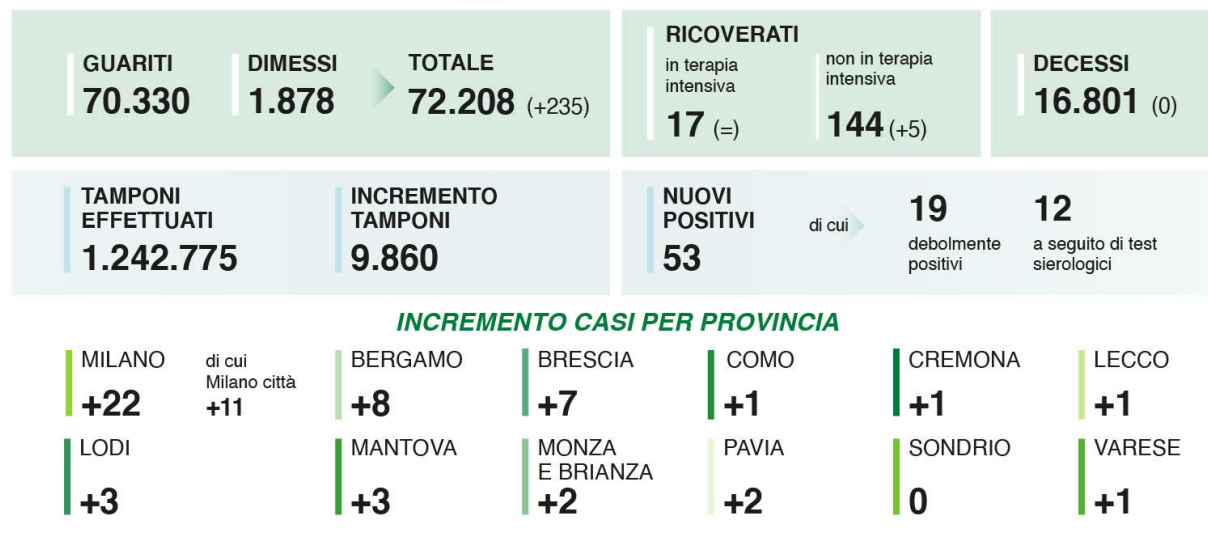 GUARITI
70.330
DIMESSI
1.878
TOTALE
72.208 (+235)
RICOVERATI
in terapia
intensiva
17 (=)
non in terapia
intensiva
144 (+5)
DECESSI
16.801 (0)
TAMPONI
EFFETTUATI
1.242.775
INCREMENTO
TAMPONI
9.860
NUOVI
POSITIVI
53
di cui
19
debolmente
positivi
12
a seguito di test
sierologici
INCREMENTO CASI PER PROVINCIA
MILANO
+22
di cui
Milano città
+11
BERGAMO
+8
BRESCIA
+7
COMO
+1
CREMONA
+1
LECCO
+1
LODI
+3
MANTOVA
+3
MONZA
E BRIANZA
+2
PAVIA
+2
SONDRIO
0
VARESE
+1